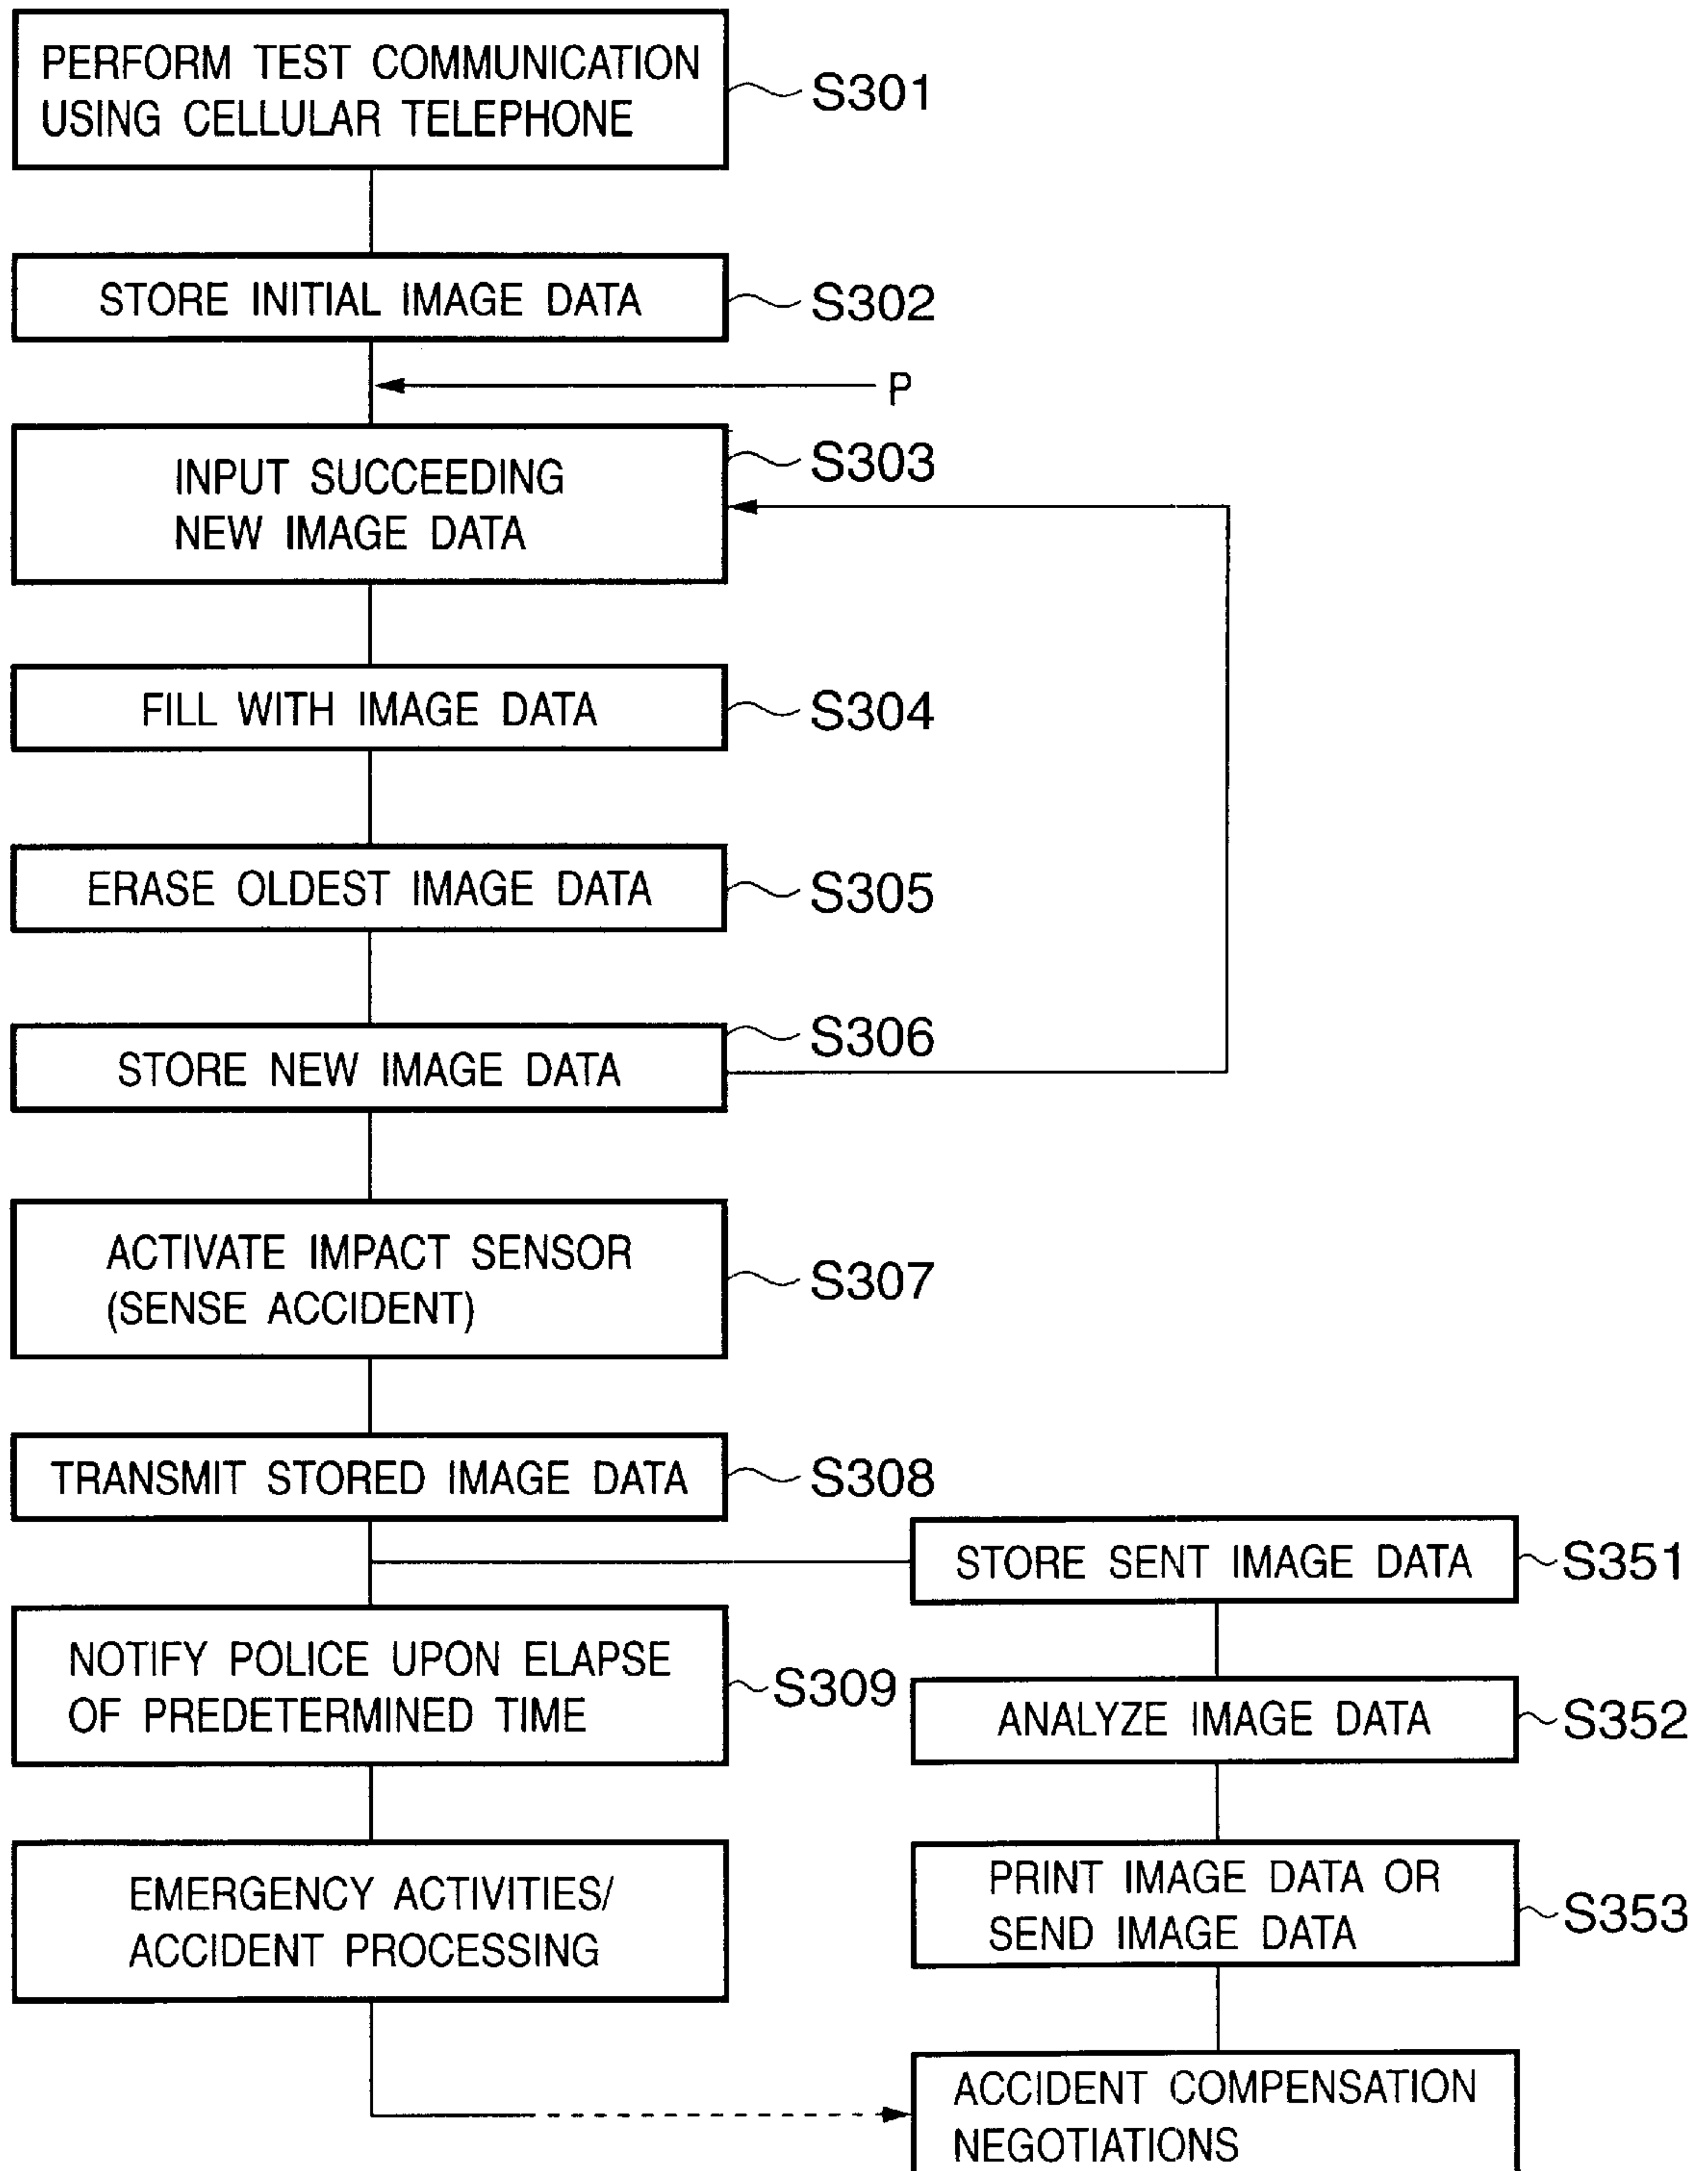 PERFORM TEST COMMUNICATION
USING CELLULAR TELEPHONE
S301
STORE INITIAL IMAGE DATA
S302
P
INPUT SUCCEEDING
NEW IMAGE DATA
S303
FILL WITH IMAGE DATA
S304
ERASE OLDEST IMAGE DATA
S305
STORE NEW IMAGE DATA
S306
ACTIVATE IMPACT SENSOR
(SENSE ACCIDENT)
S307
TRANSMIT STORED IMAGE DATA
S308
STORE SENT IMAGE DATA
S351
NOTIFY POLICE UPON ELAPSE
OF PREDETERMINED TIME
S309
ANALYZE IMAGE DATA
S352
EMERGENCY ACTIVITIES/
ACCIDENT PROCESSING
PRINT IMAGE DATA OR
SEND IMAGE DATA
S353
ACCIDENT COMPENSATION
NEGOTIATIONS